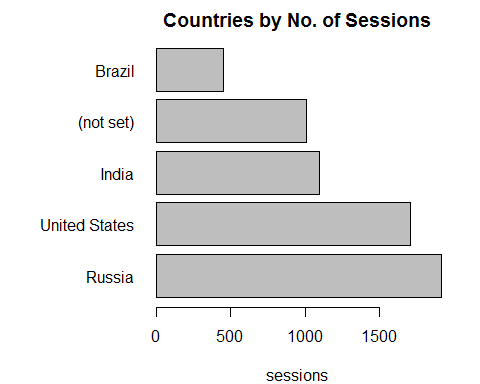 Countries by No. of Sessions
Brazil
(not set)
India
United States
Russia
0 500 1000 1500
sessions